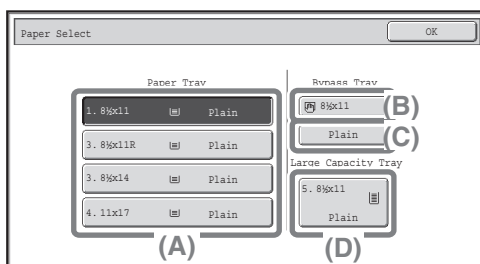 Paper Select
OK
Paper Tray
Bypass Tray
1. 8½x11 Plain
8½x11
(B)
Plain
(C)
3. 8½x11R Plain
Large Capacity Tray
3. 8½x14 Plain
5. 8½x11
Plain
4. 11x17 Plain
(A)
(D)